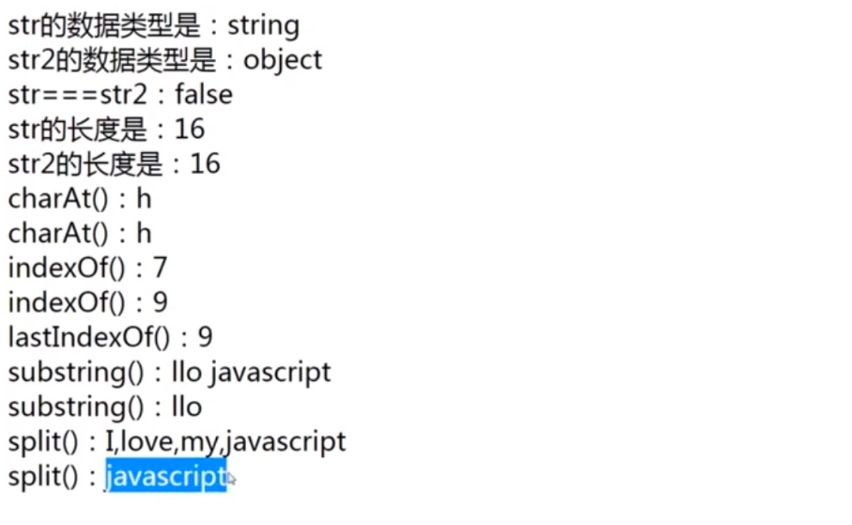 str的数据类型是：string
str2的数据类型是：object
str===str2：false
str的长度是：16
str2的长度是：16
charAt()：h
charAt()：h
indexOf()：7
indexOf()：9
lastIndexOf()：9
substring()：llo javascript
substring()：llo
split()：I,love,my,javascript
split()：javascript